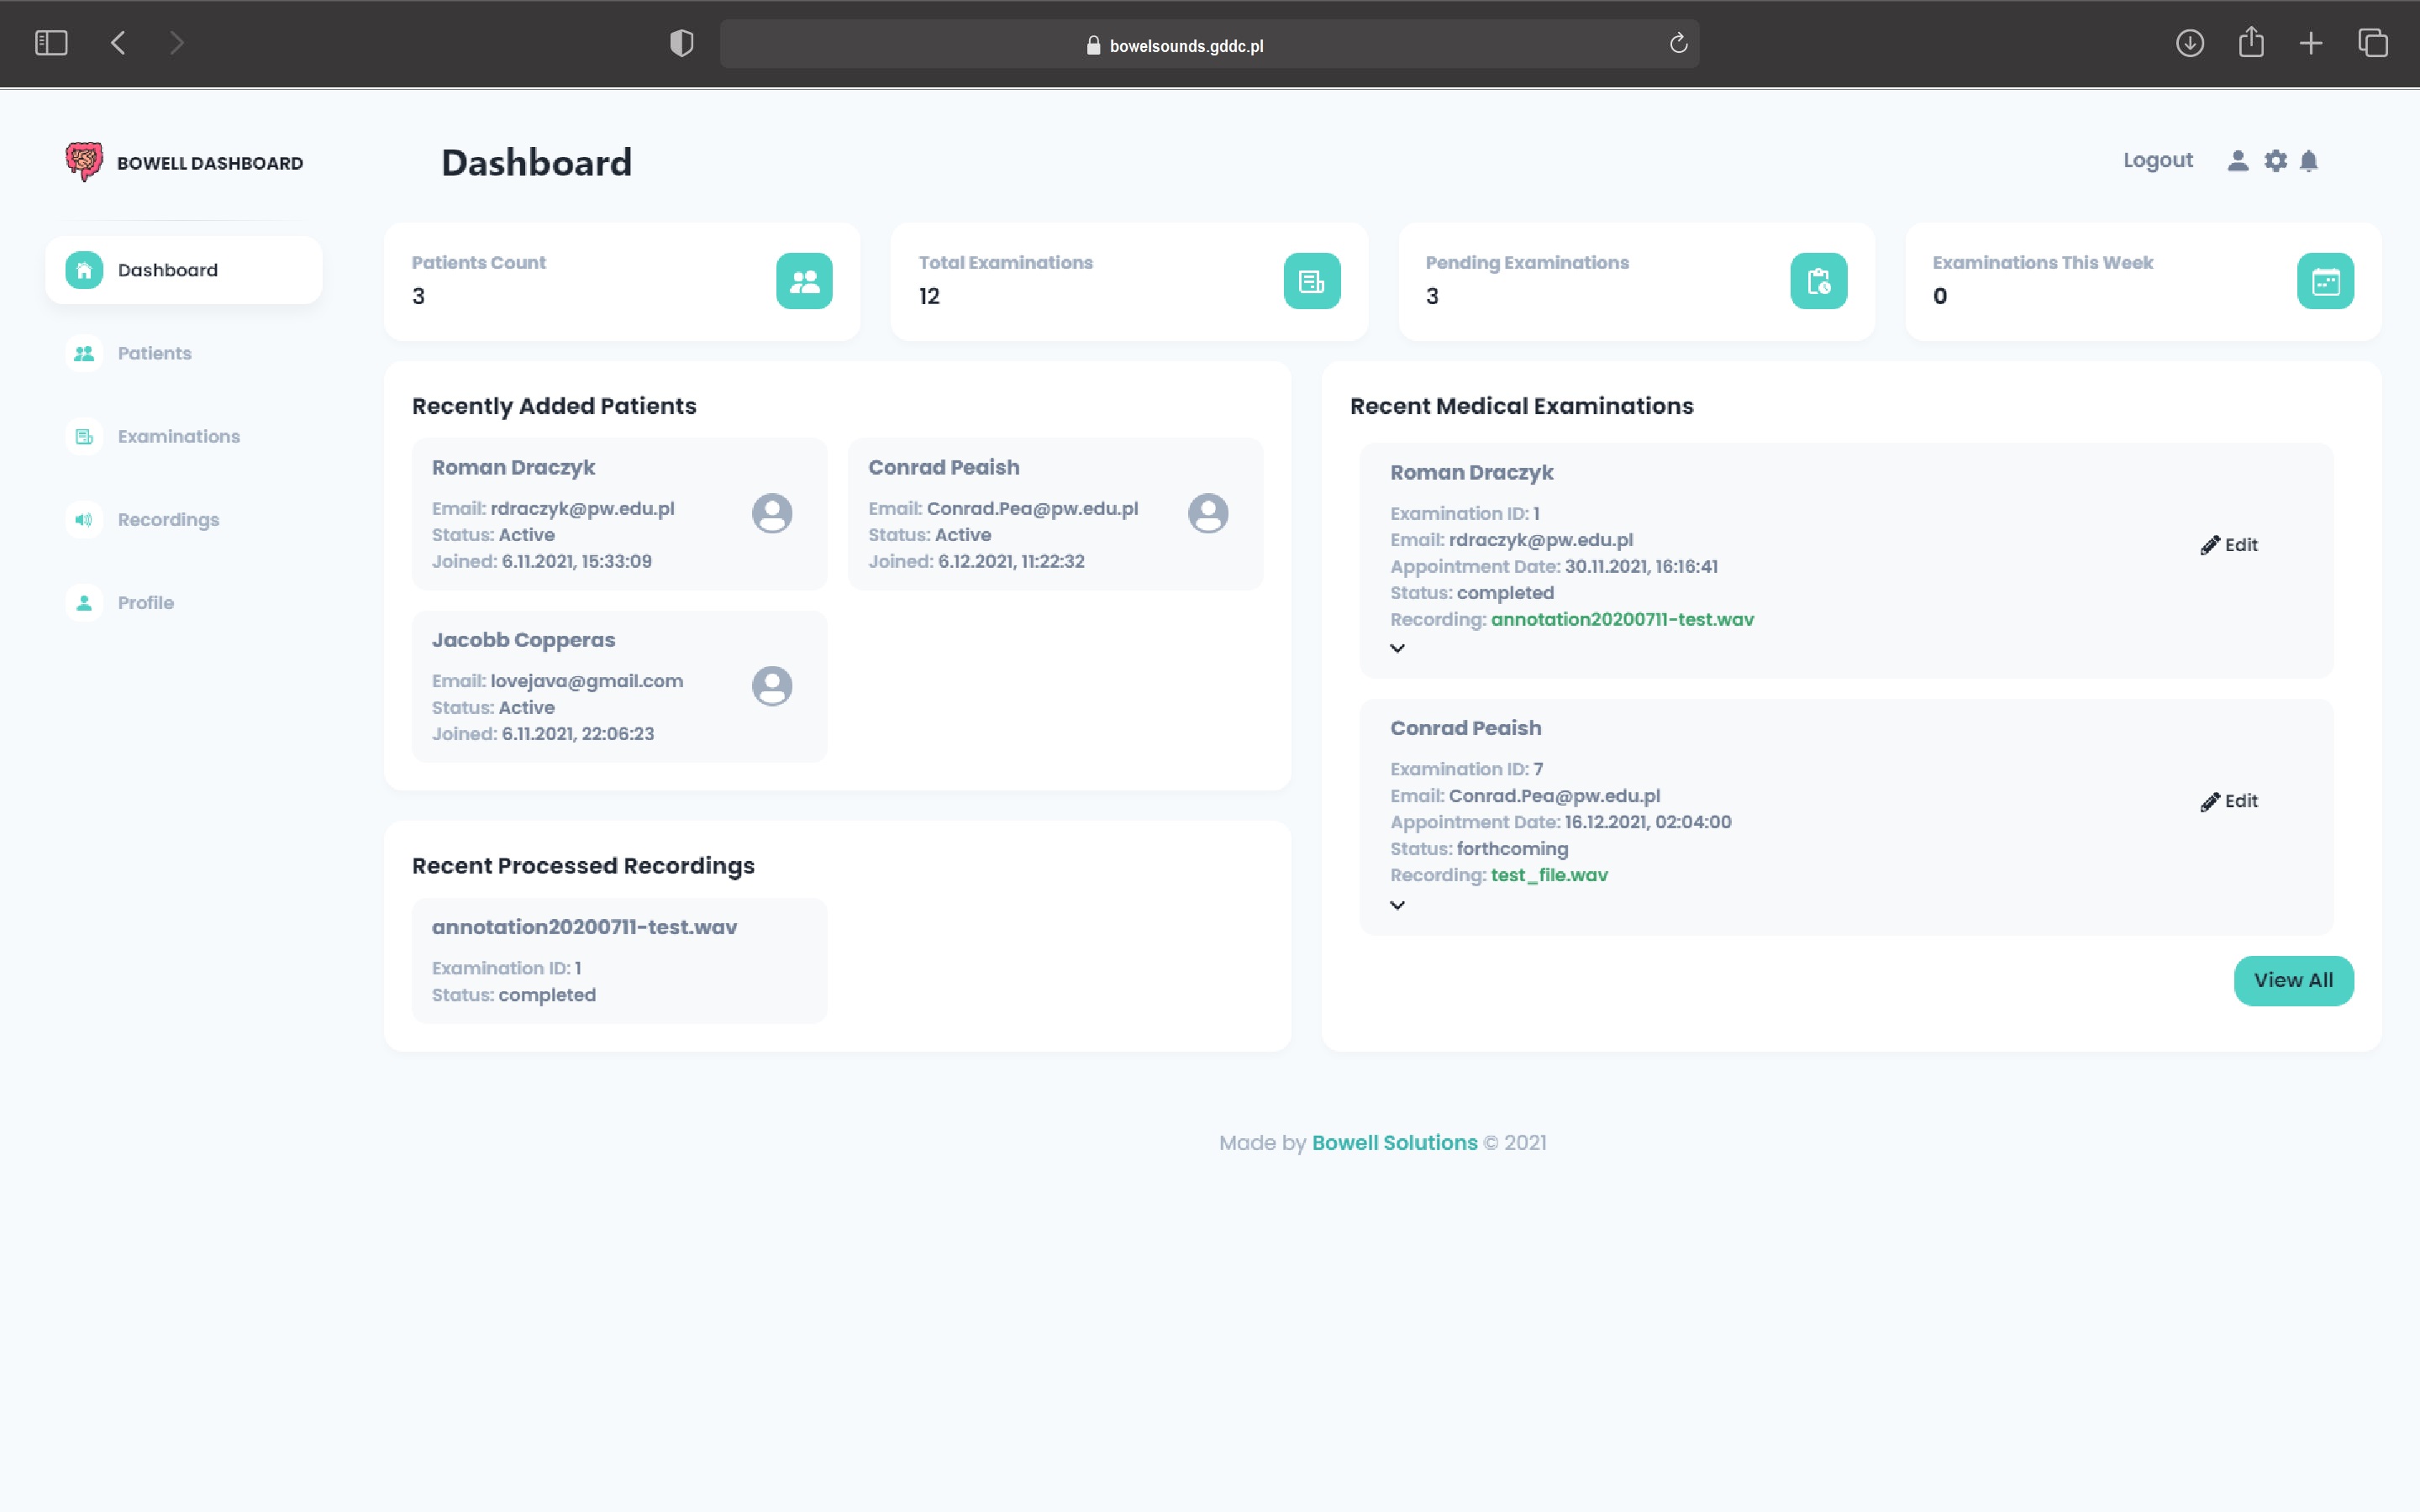 bowelsounds.gddc.pl
BOWELL DASHBOARD
Dashboard
Logout
Dashboard
Patients
Examinations
Recordings
Profile
Patients Count
3
Total Examinations
12
Pending Examinations
3
Examinations This Week
0
Recently Added Patients
Roman Draczyk
Email: rdraczyk@pw.edu.pl
Status: Active
Joined: 6.11.2021, 15:33:09
Conrad Peaish
Email: Conrad.Pea@pw.edu.pl
Status: Active
Joined: 6.12.2021, 11:22:32
Jacobb Copperas
Email: lovejava@gmail.com
Status: Active
Joined: 6.11.2021, 22:06:23
Recent Processed Recordings
annotation20200711-test.wav
Examination ID: 1
Status: completed
Recent Medical Examinations
Roman Draczyk
Examination ID: 1
Email: rdraczyk@pw.edu.pl
Appointment Date: 30.11.2021, 16:16:41
Status: completed
Recording: annotation20200711-test.wav
Edit
Conrad Peaish
Examination ID: 7
Email: Conrad.Pea@pw.edu.pl
Appointment Date: 16.12.2021, 02:04:00
Status: forthcoming
Recording: test_file.wav
Edit
View All
Made by Bowell Solutions © 2021